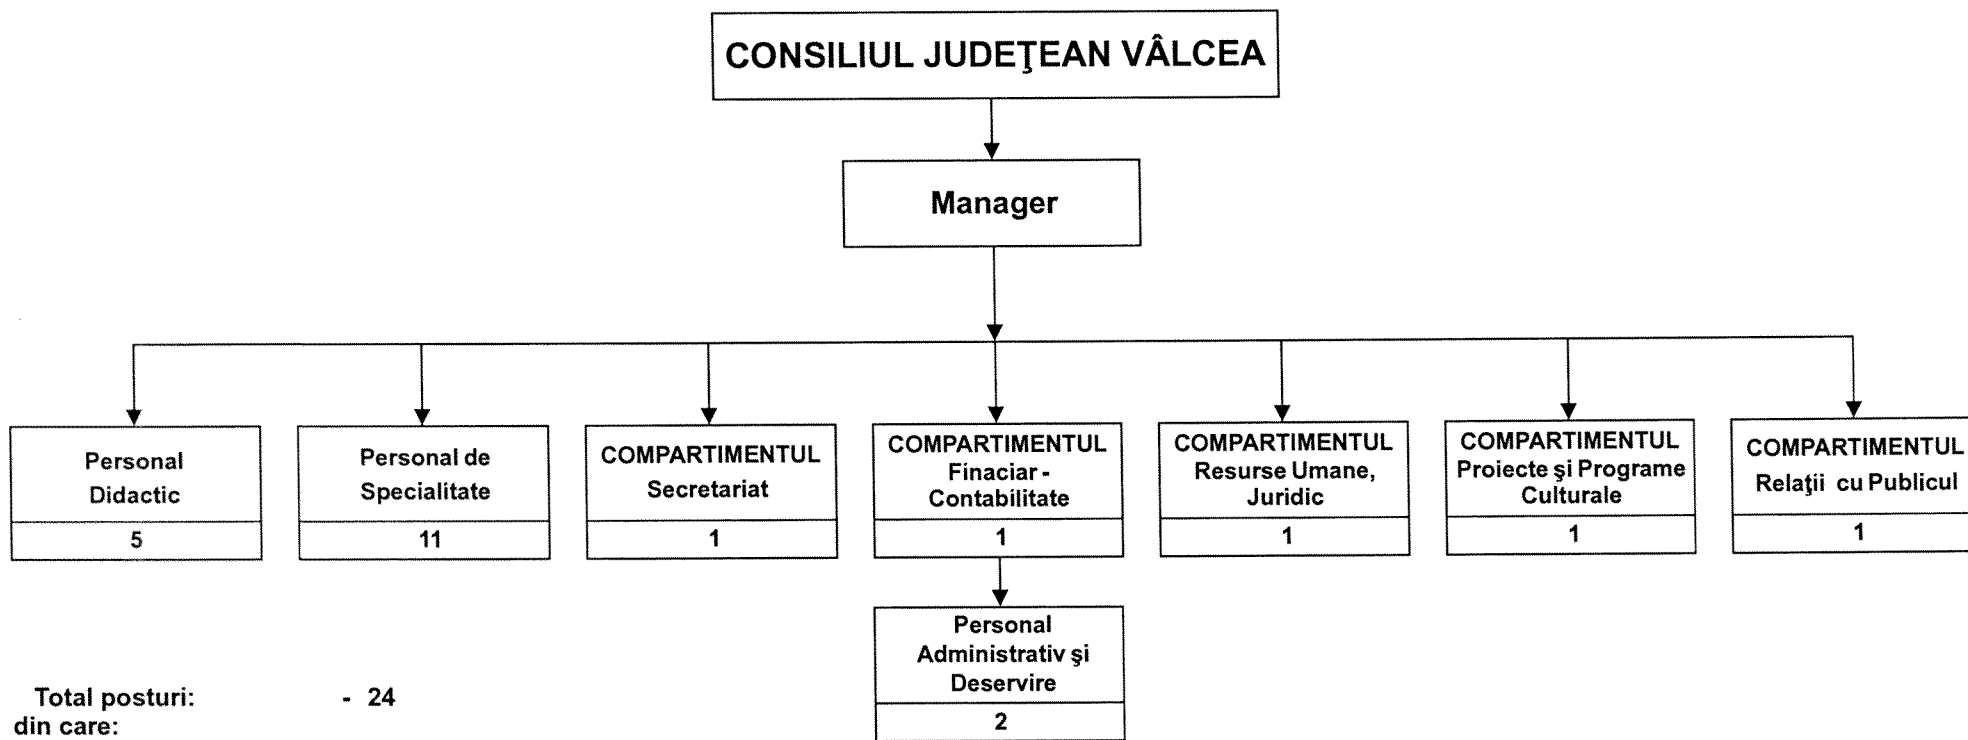 CONSILIUL JUDEŢEAN VÂLCEA
Manager
Personal
Didactic
5
Personal de
Specialitate
11
COMPARTIMENTUL
Secretariat
1
COMPARTIMENTUL
Finaciar -
Contabilitate
1
COMPARTIMENTUL
Resurse Umane,
Juridic
1
COMPARTIMENTUL
Proiecte şi Programe
Culturale
1
COMPARTIMENTUL
Relaţii cu Publicul
1
Personal
Administrativ şi
Deservire
2
Total posturi: - 24
din care: